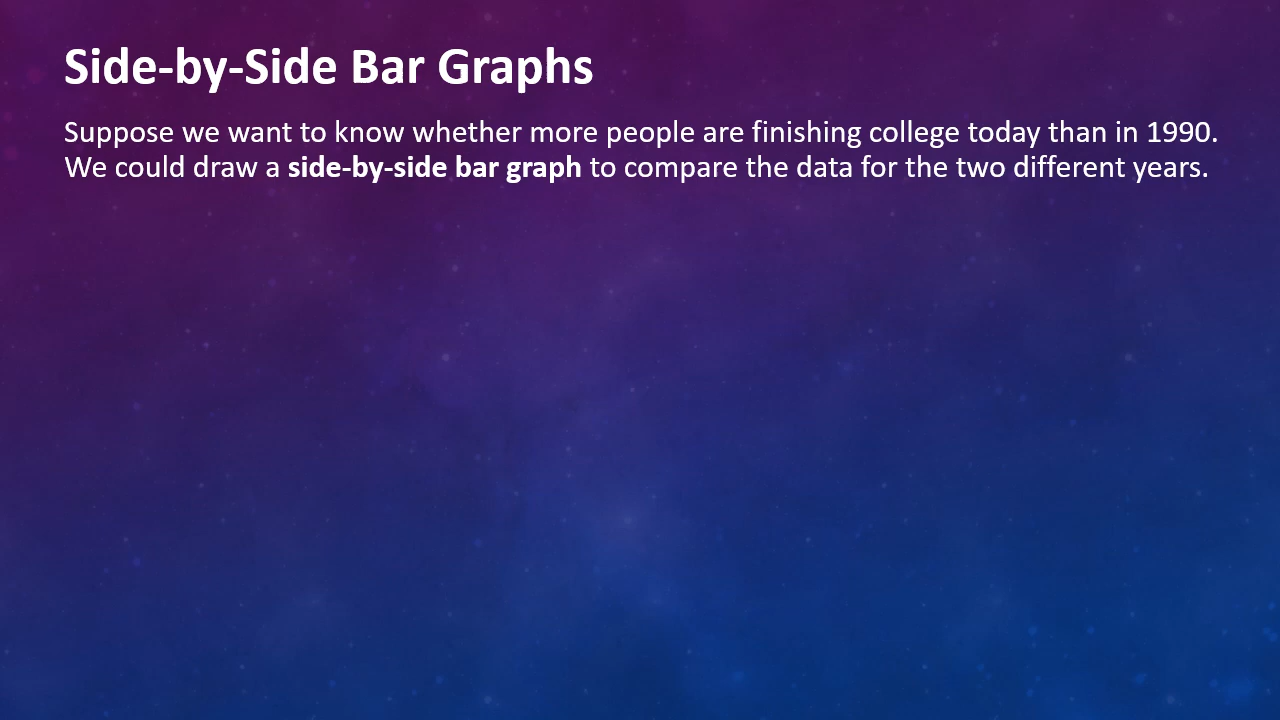 Side-by-Side Bar Graphs
Suppose we want to know whether more people are finishing college today than in 1990.
We could draw a side-by-side bar graph to compare the data for the two different years.